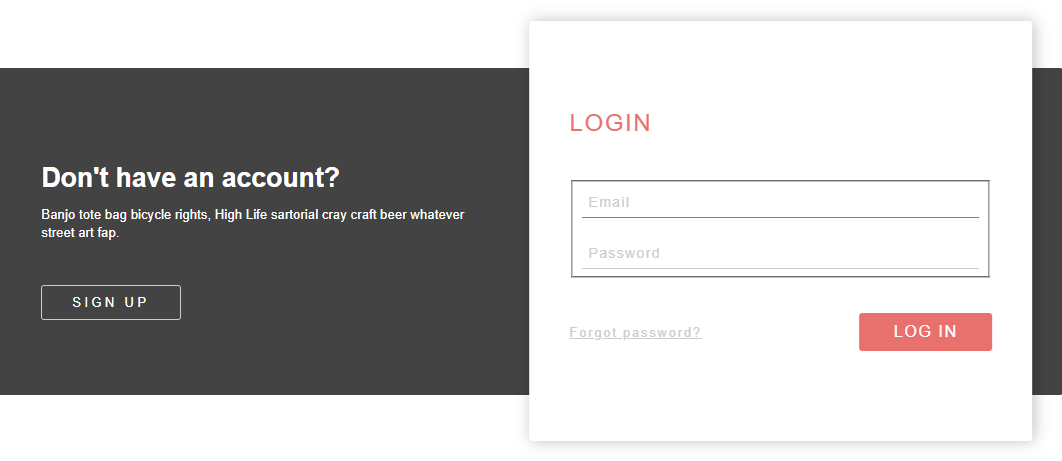 Don't have an account?
Banjo tote bag bicycle rights, High Life sartorial cray craft beer whatever
street art fap.
SIGN UP
LOGIN
Email
Password
Forgot password?
LOG IN